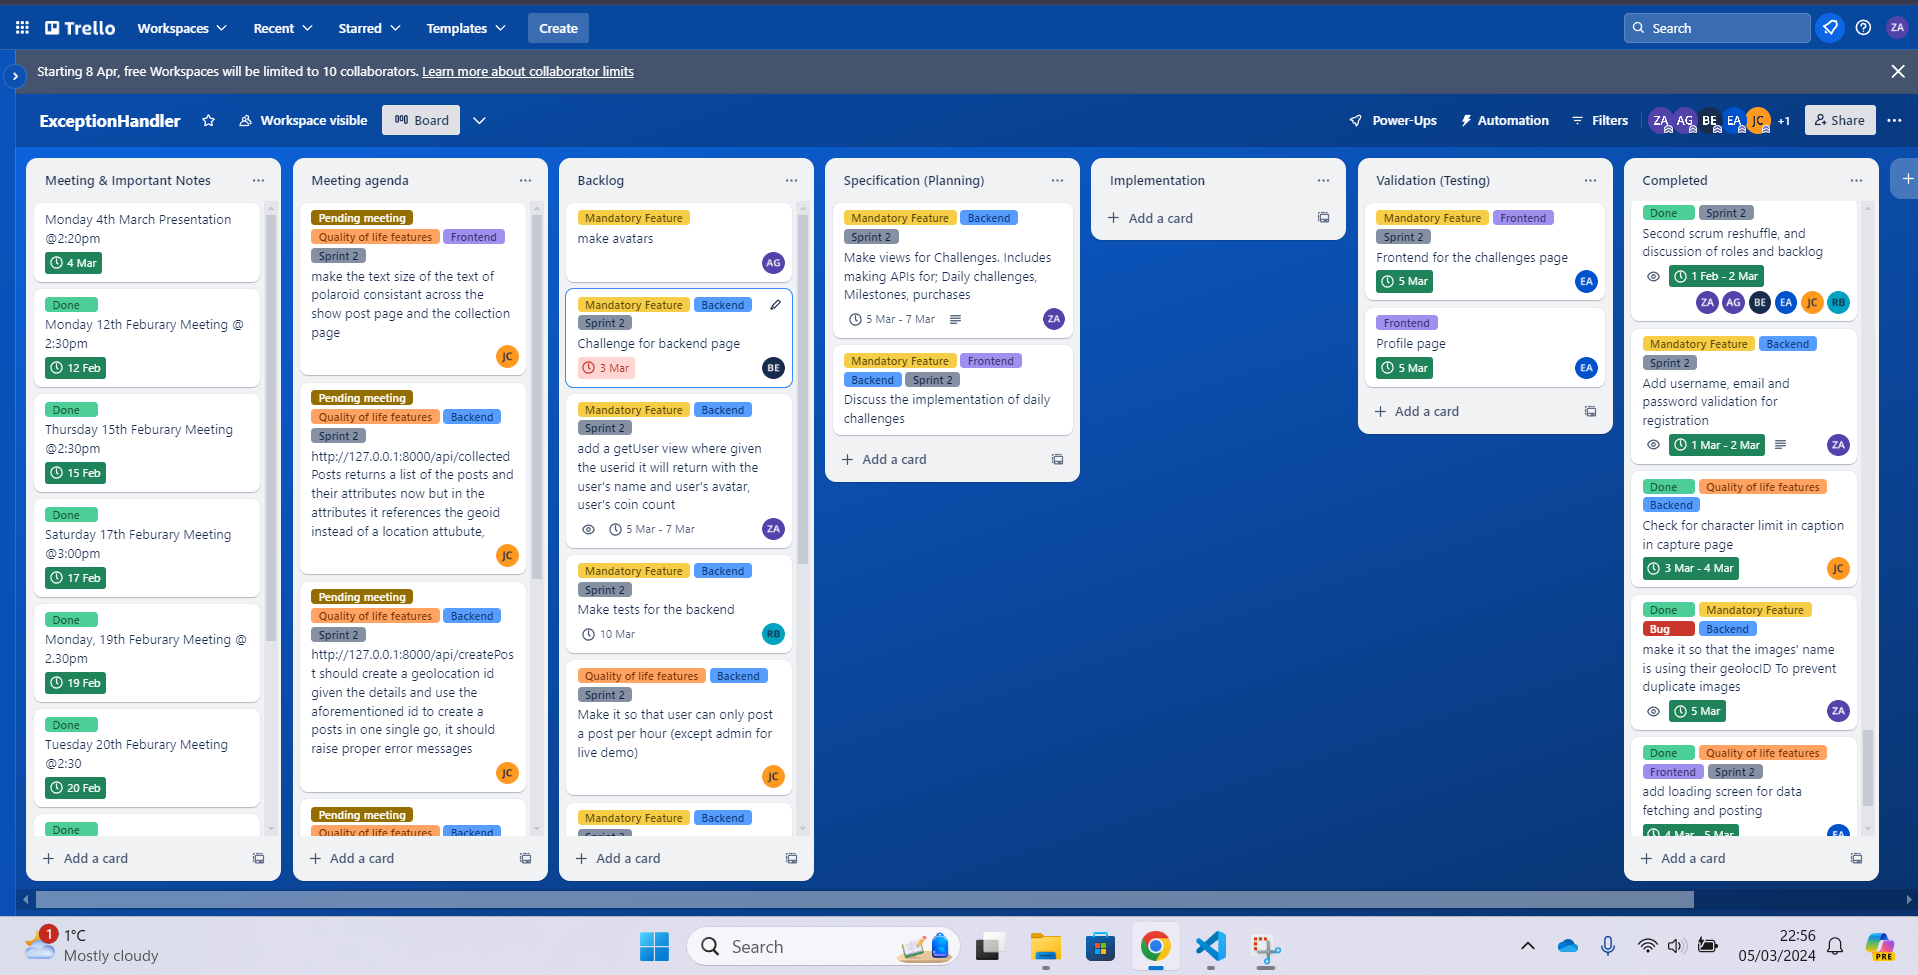 Trello
Workspaces
Recent
Starred
Templates
Create
Search
ZA
Starting 8 Apr, free Workspaces will be limited to 10 collaborators. Learn more about collaborator limits
ExceptionHandler
Workspace visible
Board
Power-Ups
Automation
Filters
ZA AG BE EA JC +1
Share
Meeting & Important Notes
Monday 4th March Presentation
@2:20pm
4 Mar
Done
Monday 12th Feburary Meeting @
2:30pm
12 Feb
Done
Thursday 15th Feburary Meeting
@2:30pm
15 Feb
Done
Saturday 17th Feburary Meeting
@3:00pm
17 Feb
Done
Monday, 19th Feburary Meeting @
2.30pm
19 Feb
Done
Tuesday 20th Feburary Meeting
@2:30
20 Feb
Done
Add a card
Meeting agenda
Pending meeting
Quality of life features Frontend
Sprint 2
make the text size of the text of
polaroid consistant across the
show post page and the collection
page
JC
Pending meeting
Quality of life features Backend
Sprint 2
http://127.0.0.1:8000/api/collected
Posts returns a list of the posts and
their attributes now but in the
attributes it references the geoid
instead of a location attubute,
JC
Pending meeting
Quality of life features Backend
Sprint 2
http://127.0.0.1:8000/api/createPos
t should create a geolocation id
given the details and use the
aforementioned id to create a
posts in one single go, it should
raise proper error messages
JC
Pending meeting
Quality of life features Backend
Add a card
Backlog
Mandatory Feature
make avatars
AG
Mandatory Feature Backend
Sprint 2
Challenge for backend page
3 Mar
BE
Mandatory Feature Backend
Sprint 2
add a getUser view where given
the userid it will return with the
user's name and user's avatar,
user's coin count
5 Mar - 7 Mar
ZA
Mandatory Feature Backend
Sprint 2
Make tests for the backend
10 Mar
RB
Quality of life features Backend
Sprint 2
Make it so that user can only post
a post per hour (except admin for
live demo)
JC
Mandatory Feature Backend
Sprint 2
Add a card
Specification (Planning)
Mandatory Feature Backend
Sprint 2
Make views for Challenges. Includes
making APIs for; Daily challenges,
Milestones, purchases
5 Mar - 7 Mar
ZA
Mandatory Feature Frontend
Backend Sprint 2
Discuss the implementation of daily
challenges
Add a card
Implementation
Add a card
Validation (Testing)
Mandatory Feature Frontend
Sprint 2
Frontend for the challenges page
5 Mar
EA
Frontend
Profile page
5 Mar
EA
Add a card
Completed
Done Sprint 2
Second scrum reshuffle, and
discussion of roles and backlog
1 Feb - 2 Mar
ZA AG BE EA JC RB
Mandatory Feature Backend
Sprint 2
Add username, email and
password validation for
registration
1 Mar - 2 Mar
ZA
Done Quality of life features
Backend
Check for character limit in caption
in capture page
3 Mar - 4 Mar
JC
Done Mandatory Feature
Bug Backend
make it so that the images' name
is using their geolocID To prevent
duplicate images
5 Mar
ZA
Done Quality of life features
Frontend Sprint 2
add loading screen for data
fetching and posting
4 Mar - 5 Mar
EA
Add a card
1
1°C
Mostly cloudy
Search
22:56
05/03/2024
PRE